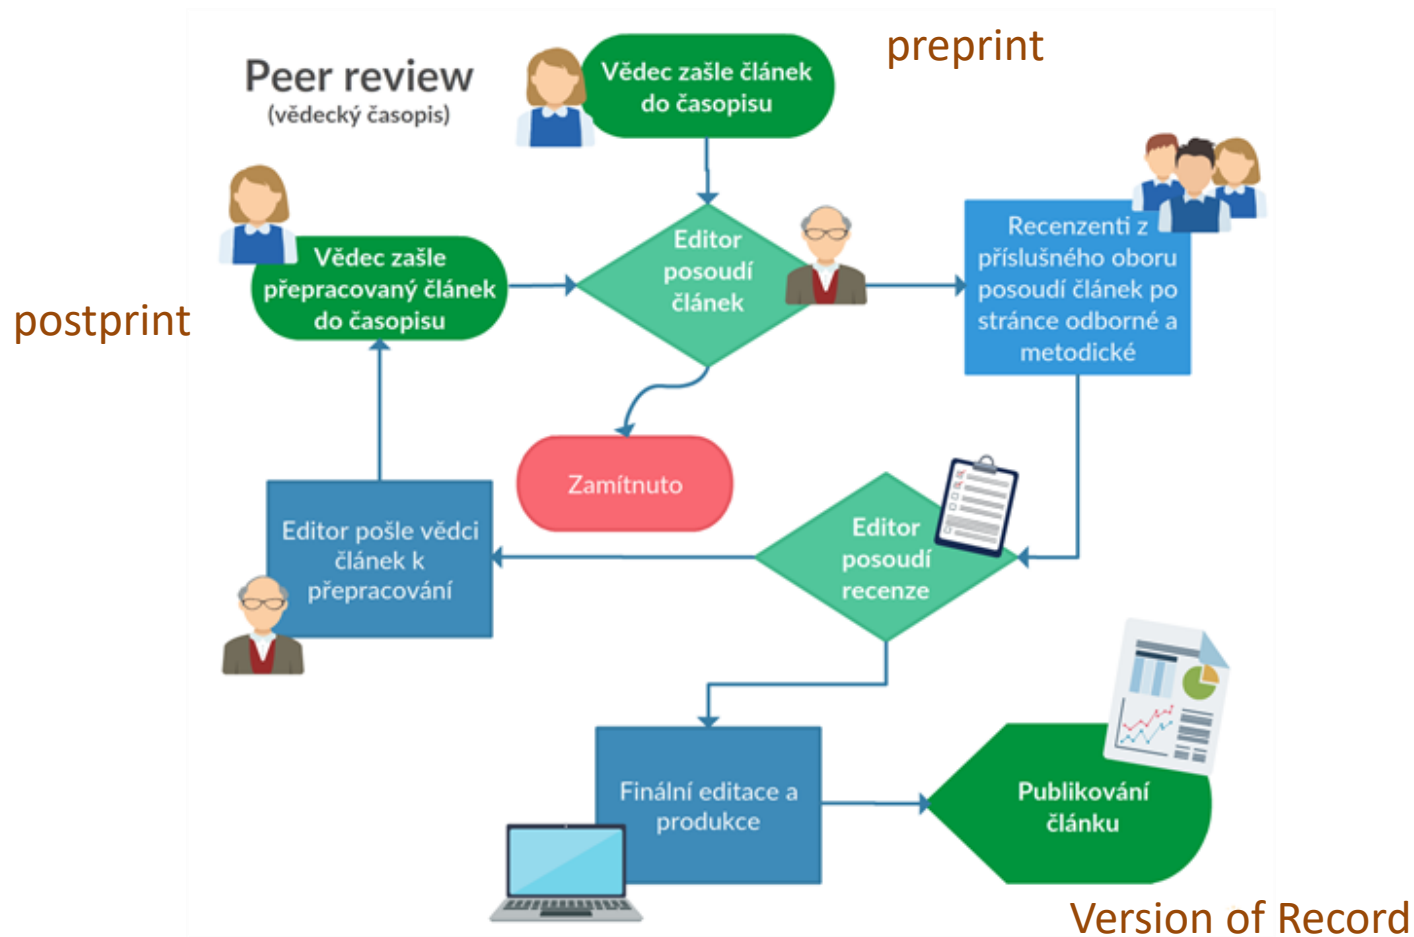 preprint
Peer review
(vědecký časopis)
Vědec zašle článek
do časopisu
Recenzenti z
příslušného oboru
posoudí článek po
stránce odborné a
metodické
Editor
posoudí
článek
Vědec zašle
přepracovaný článek
do časopisu
postprint
Zamítnuto
Editor pošle vědci
článek k
přepracování
Editor
posoudí
recenze
Finální editace a
produkce
Publikování
článku
Version of Record